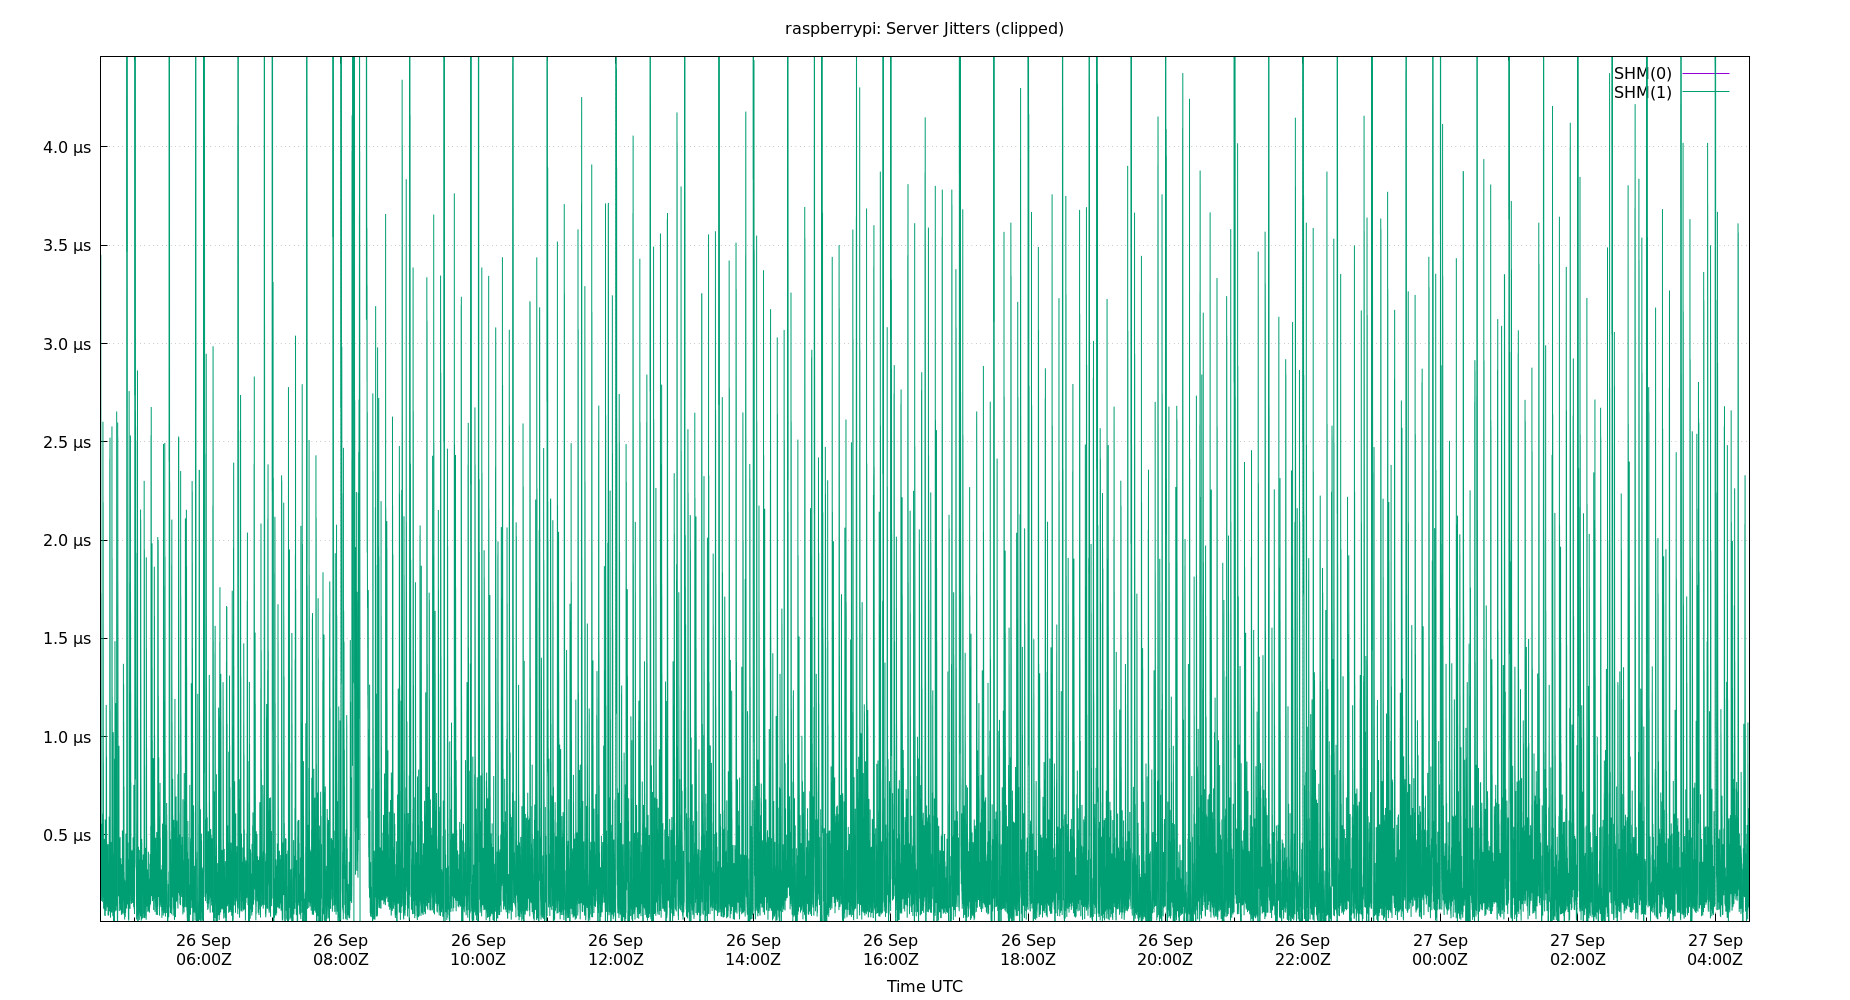 raspberrypi: Server Jitters (clipped)
SHM(0)
SHM(1)
4.0 µs
3.5 µs
3.0 µs
2.5 µs
2.0 µs
1.5 µs
1.0 µs
0.5 µs
26 Sep 26 Sep 26 Sep 26 Sep 26 Sep 26 Sep 26 Sep 26 Sep 26 Sep 27 Sep 27 Sep 27 Sep
06:00Z 08:00Z 10:00Z 12:00Z 14:00Z 16:00Z 18:00Z 20:00Z 22:00Z 00:00Z 02:00Z 04:00Z
Time UTC